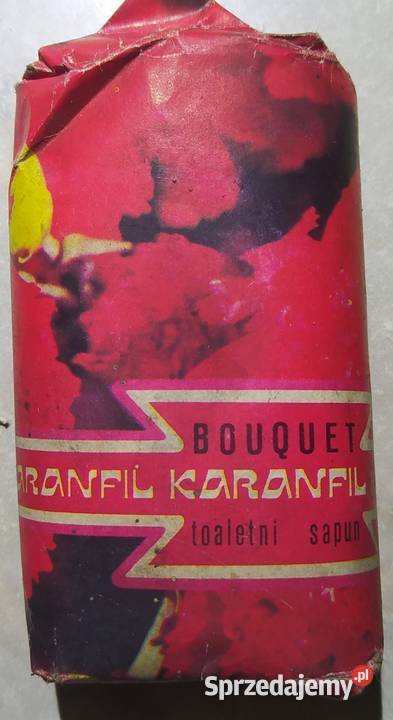 BOUQUET
ARANFIL KARANFIL
toaletni sapun
Sprzedajemy.pl